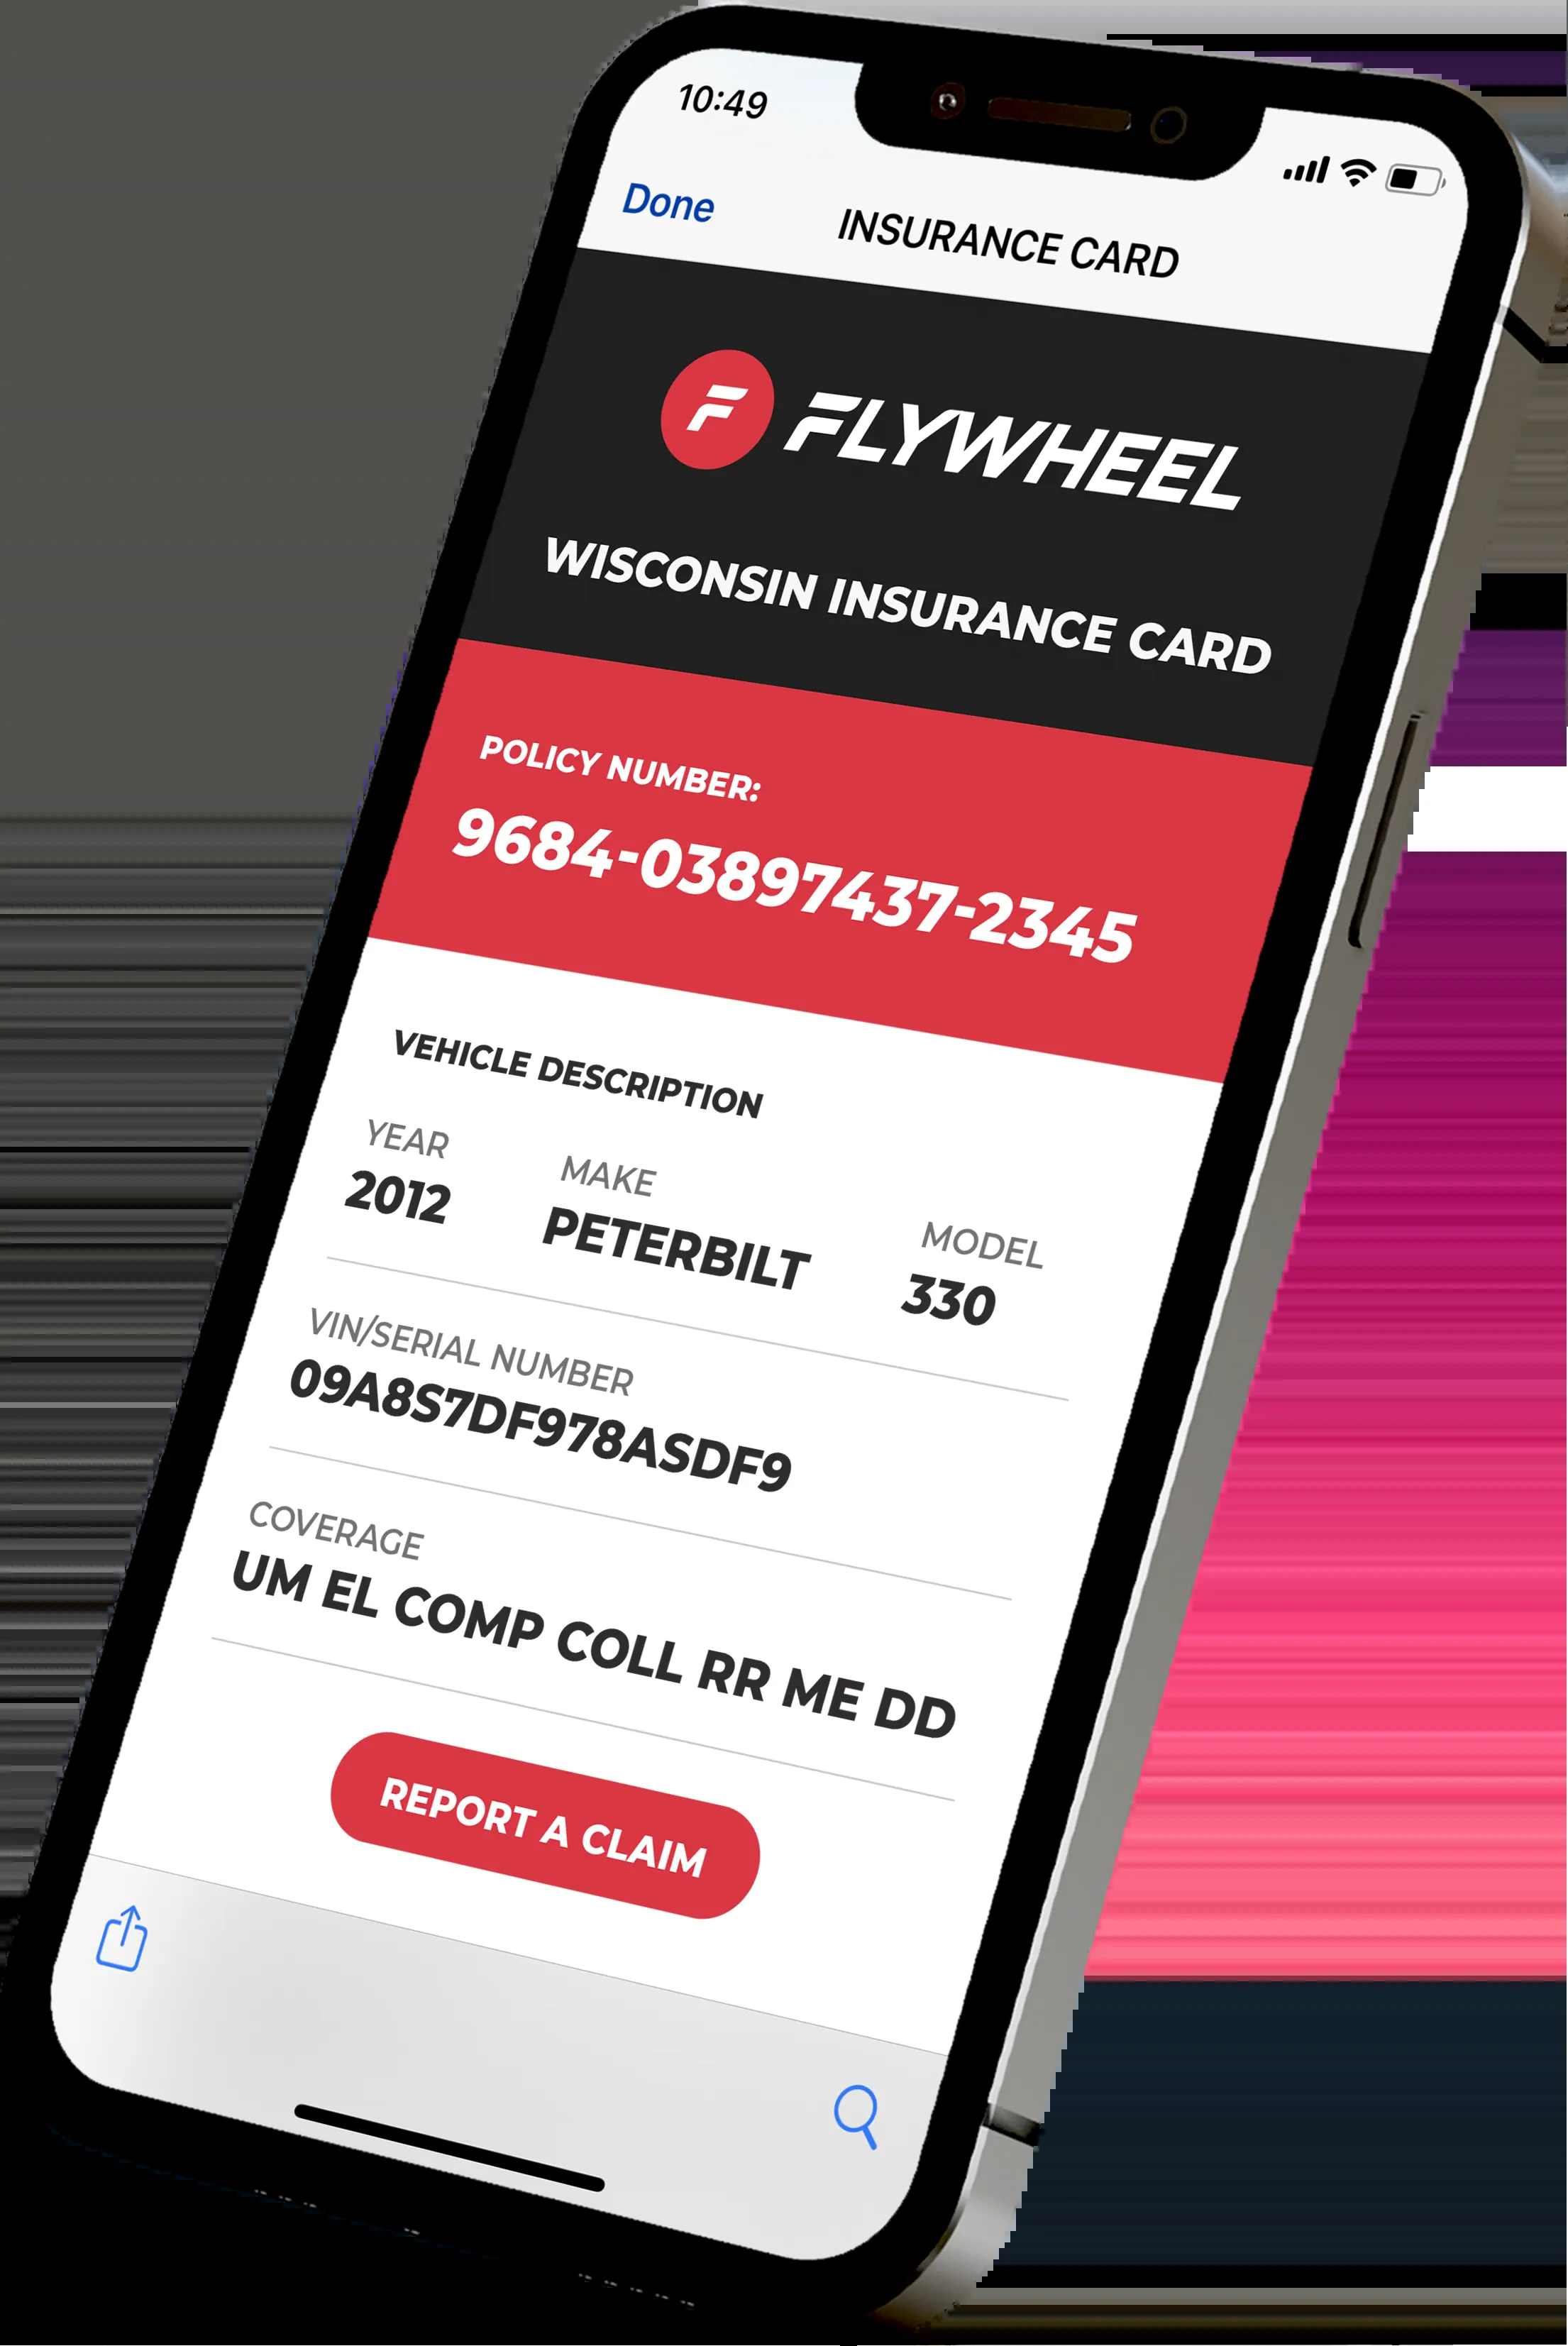 10:49
Done
INSURANCE CARD
F FLYWHEEL
WISCONSIN INSURANCE CARD
POLICY NUMBER:
9684-03897437-2345
VEHICLE DESCRIPTION
YEAR MAKE MODEL
2012 PETERBILT 330
VIN/SERIAL NUMBER
09A8S7DF978ASDF9
COVERAGE
UM EL COMP COLL RR ME DD
REPORT A CLAIM